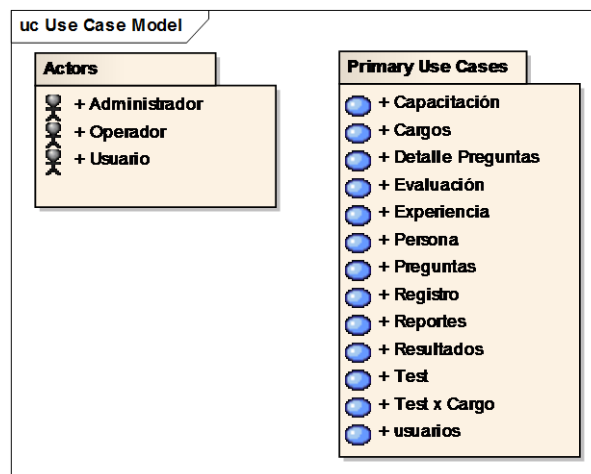 uc Use Case Model
Actors
+ Administrador
+ Operador
+ Usuario
Primary Use Cases
+ Capacitación
+ Cargos
+ Detalle Preguntas
+ Evaluación
+ Experiencia
+ Persona
+ Preguntas
+ Registro
+ Reportes
+ Resultados
+ Test
+ Test x Cargo
+ usuarios